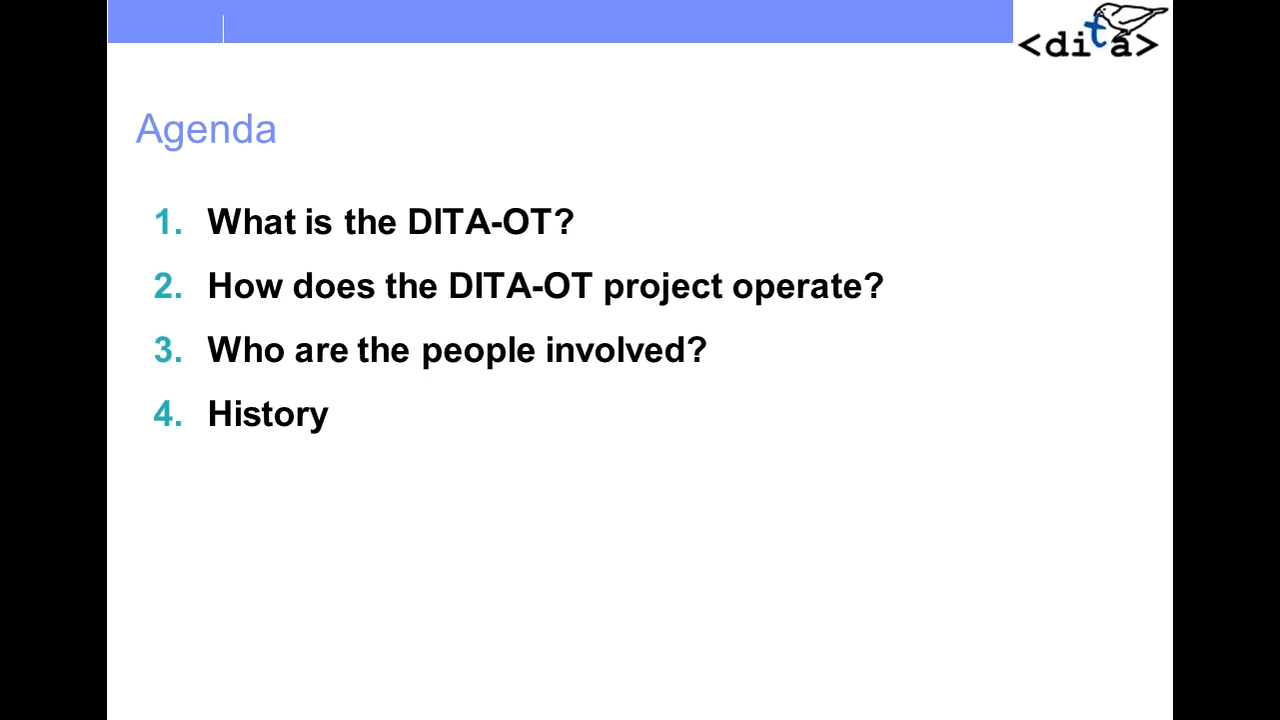 <dita>
Agenda
1. What is the DITA-OT?
2. How does the DITA-OT project operate?
3. Who are the people involved?
4. History